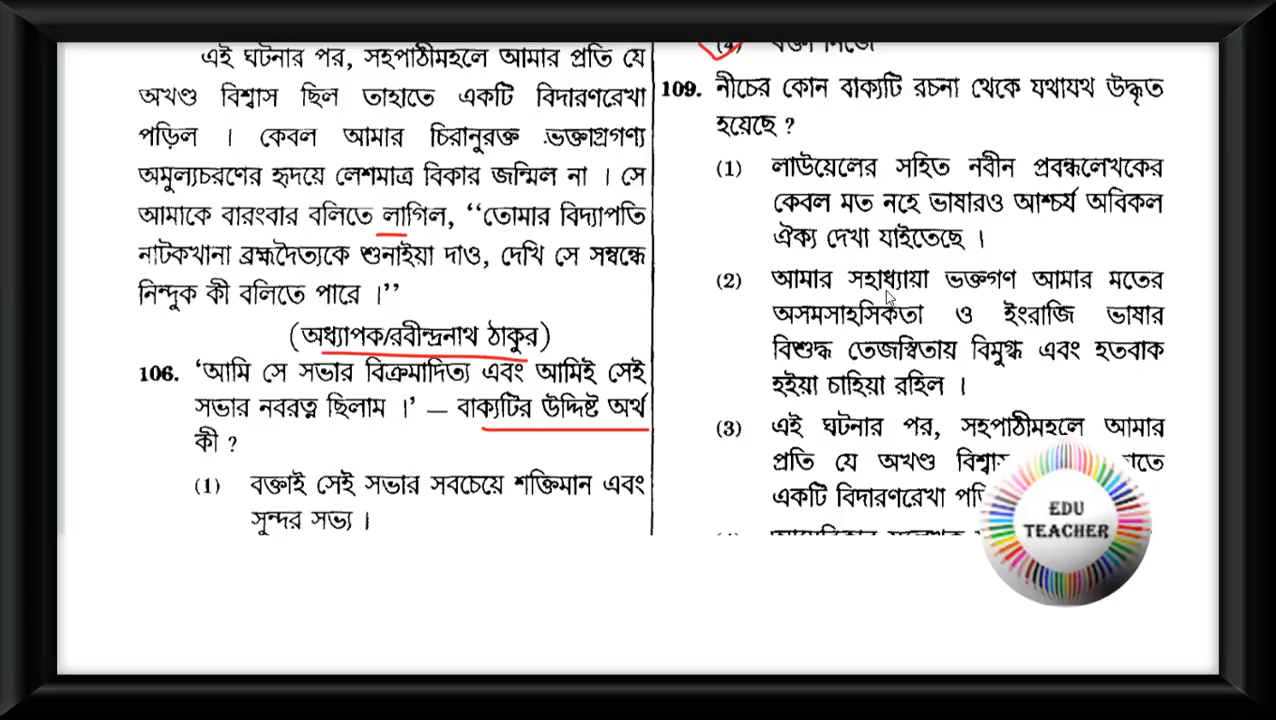 এই ঘটনার পর, সহপাঠীমহলে আমার প্রতি যে
অখণ্ড বিশ্বাস ছিল তাহাতে একটি বিদারণরেখা
পড়িল । কেবল আমার চিরানুরক্ত ভক্তাগ্রগণ্য
অমূল্যচরণের হৃদয়ে লেশমাত্র বিকার জন্মিল না । সে
আমাকে বারংবার বলিতে লাগিল, ‘‘তোমার বিদ্যাপতি
নাটকখানা ব্রহ্মদৈত্যকে শুনাইয়া দাও, দেখি সে সম্বন্ধে
নিন্দুক কী বলিতে পারে ।’’
(অধ্যাপক/রবীন্দ্রনাথ ঠাকুর)
106. ‘আমি সে সভার বিক্রমাদিত্য এবং আমিই সেই
সভার নবরত্ন ছিলাম ।’ — বাক্যটির উদ্দিষ্ট অর্থ
কী ?
(1) বক্তাই সেই সভার সবচেয়ে শক্তিমান এবং
সুন্দর সভ্য ।
(4)
109. নীচের কোন বাক্যটি রচনা থেকে যথাযথ উদ্ধৃত
হয়েছে ?
(1) লাউয়েলের সহিত নবীন প্রবন্ধলেখকের
কেবল মত নহে ভাষারও আশ্চর্য অবিকল
ঐক্য দেখা যাইতেছে ।
(2) আমার সহাধ্যায়া ভক্তগণ আমার মতের
অসমসাহসিকতা ও ইংরাজি ভাষার
বিশুদ্ধ তেজস্বিতায় বিমুগ্ধ এবং হতবাক
হইয়া চাহিয়া রহিল ।
(3) এই ঘটনার পর, সহপাঠীমহলে আমার
প্রতি যে অখণ্ড
একটি বিদারণরেখা
EDU
TEACHER